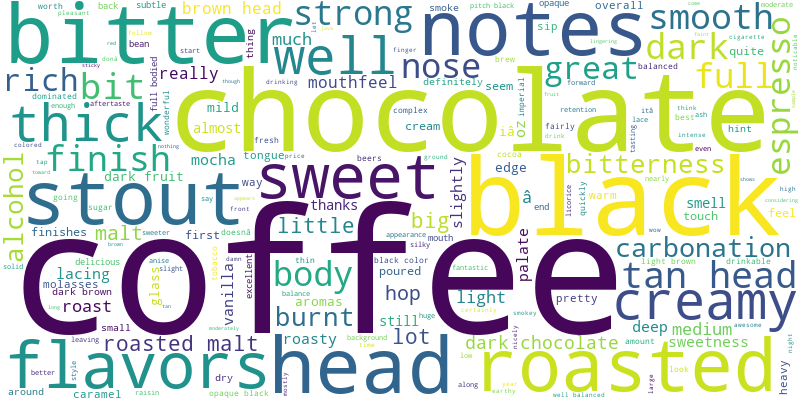 worth
back
subtle
brown head
smoke
pitch black
opaque
overall
moderate
bitter
pleasant
follow
strong
notes
smooth
bean
red
start
thing
let
finger
sip
lingering
foint
cigarette
noticeable
well
much
nose
dark
quite
rich
bit
really
mouthfeel
definitely
seem
brew
great
full
balanced
espresso
dominated
enough
aftertaste
full bodied
wonderful
though
drinking
chocolate
thick
mild
complex
oz
imperial
forward
think
best
ash
almost
cream
retention
fairly
drink
tasting
lace
intense
even
hint
colored
nothing
fresh
price
beers
ground
cocoa
finish
mocha
tongue
edge
bitterness
nearly
shows
alcohol
tap
toward
dark fruit
way
sweet
slightly
black
licorice
quickly
warm
smell
touch
high
considering
feel
stout
going
sugar
say
front
thanks
little
big
end
wow
finishes
malt
first
doesnâ
appearance
mouth
silky
palate
carbonation
solid
delicious
sweeter
anise
slight
tobacco
damn
coffee
thin
black color
fantastic
light brown
drinkable
lacing
molasses
glass
vanilla
excellent
body
poured
tan head
dark brown
brown
tan
balance
aromas
hop
light
pretty
creamy
long
roast
small
moderately
burnt
still
huge
smokey
certainly
nicely
deep
medium
awesome
leaving
roasted malt
roasty
background
time
lot
dark chocolate
amount
sweetness
night
better
style
dry
mostly
flavors
head
roasted
along
year
earthy
large
look
heavy
around
caramel
raisin
opaque black
well balanced